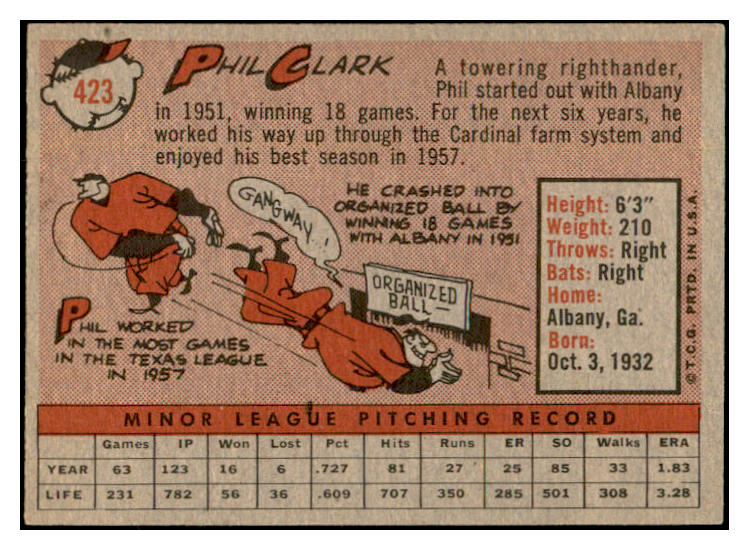 423
PHIL CLARK
A towering righthander,
Phil started out with Albany
in 1951, winning 18 games. For the next six years, he
worked his way up through the Cardinal farm system and
enjoyed his best season in 1957.
GANGWAY..!
HE CRASHED INTO
ORGANIZED BALL BY
WINNING 18 GAMES
WITH ALBANY IN 1951
ORGANIZED
BALL—
PHIL WORKED
IN THE MOST GAMES
IN THE TEXAS LEAGUE
IN 1957
Height: 6'3"
Weight: 210
Throws: Right
Bats: Right
Home:
Albany, Ga.
Born:
Oct. 3, 1932
© T.C.G. PRTD. IN U.S.A.
MINOR LEAGUE PITCHING RECORD
Games IP Won Lost Pct Hits Runs ER SO Walks ERA
YEAR 63 123 16 6 .727 81 27 25 85 33 1.83
LIFE 231 782 56 36 .609 707 350 285 501 308 3.28